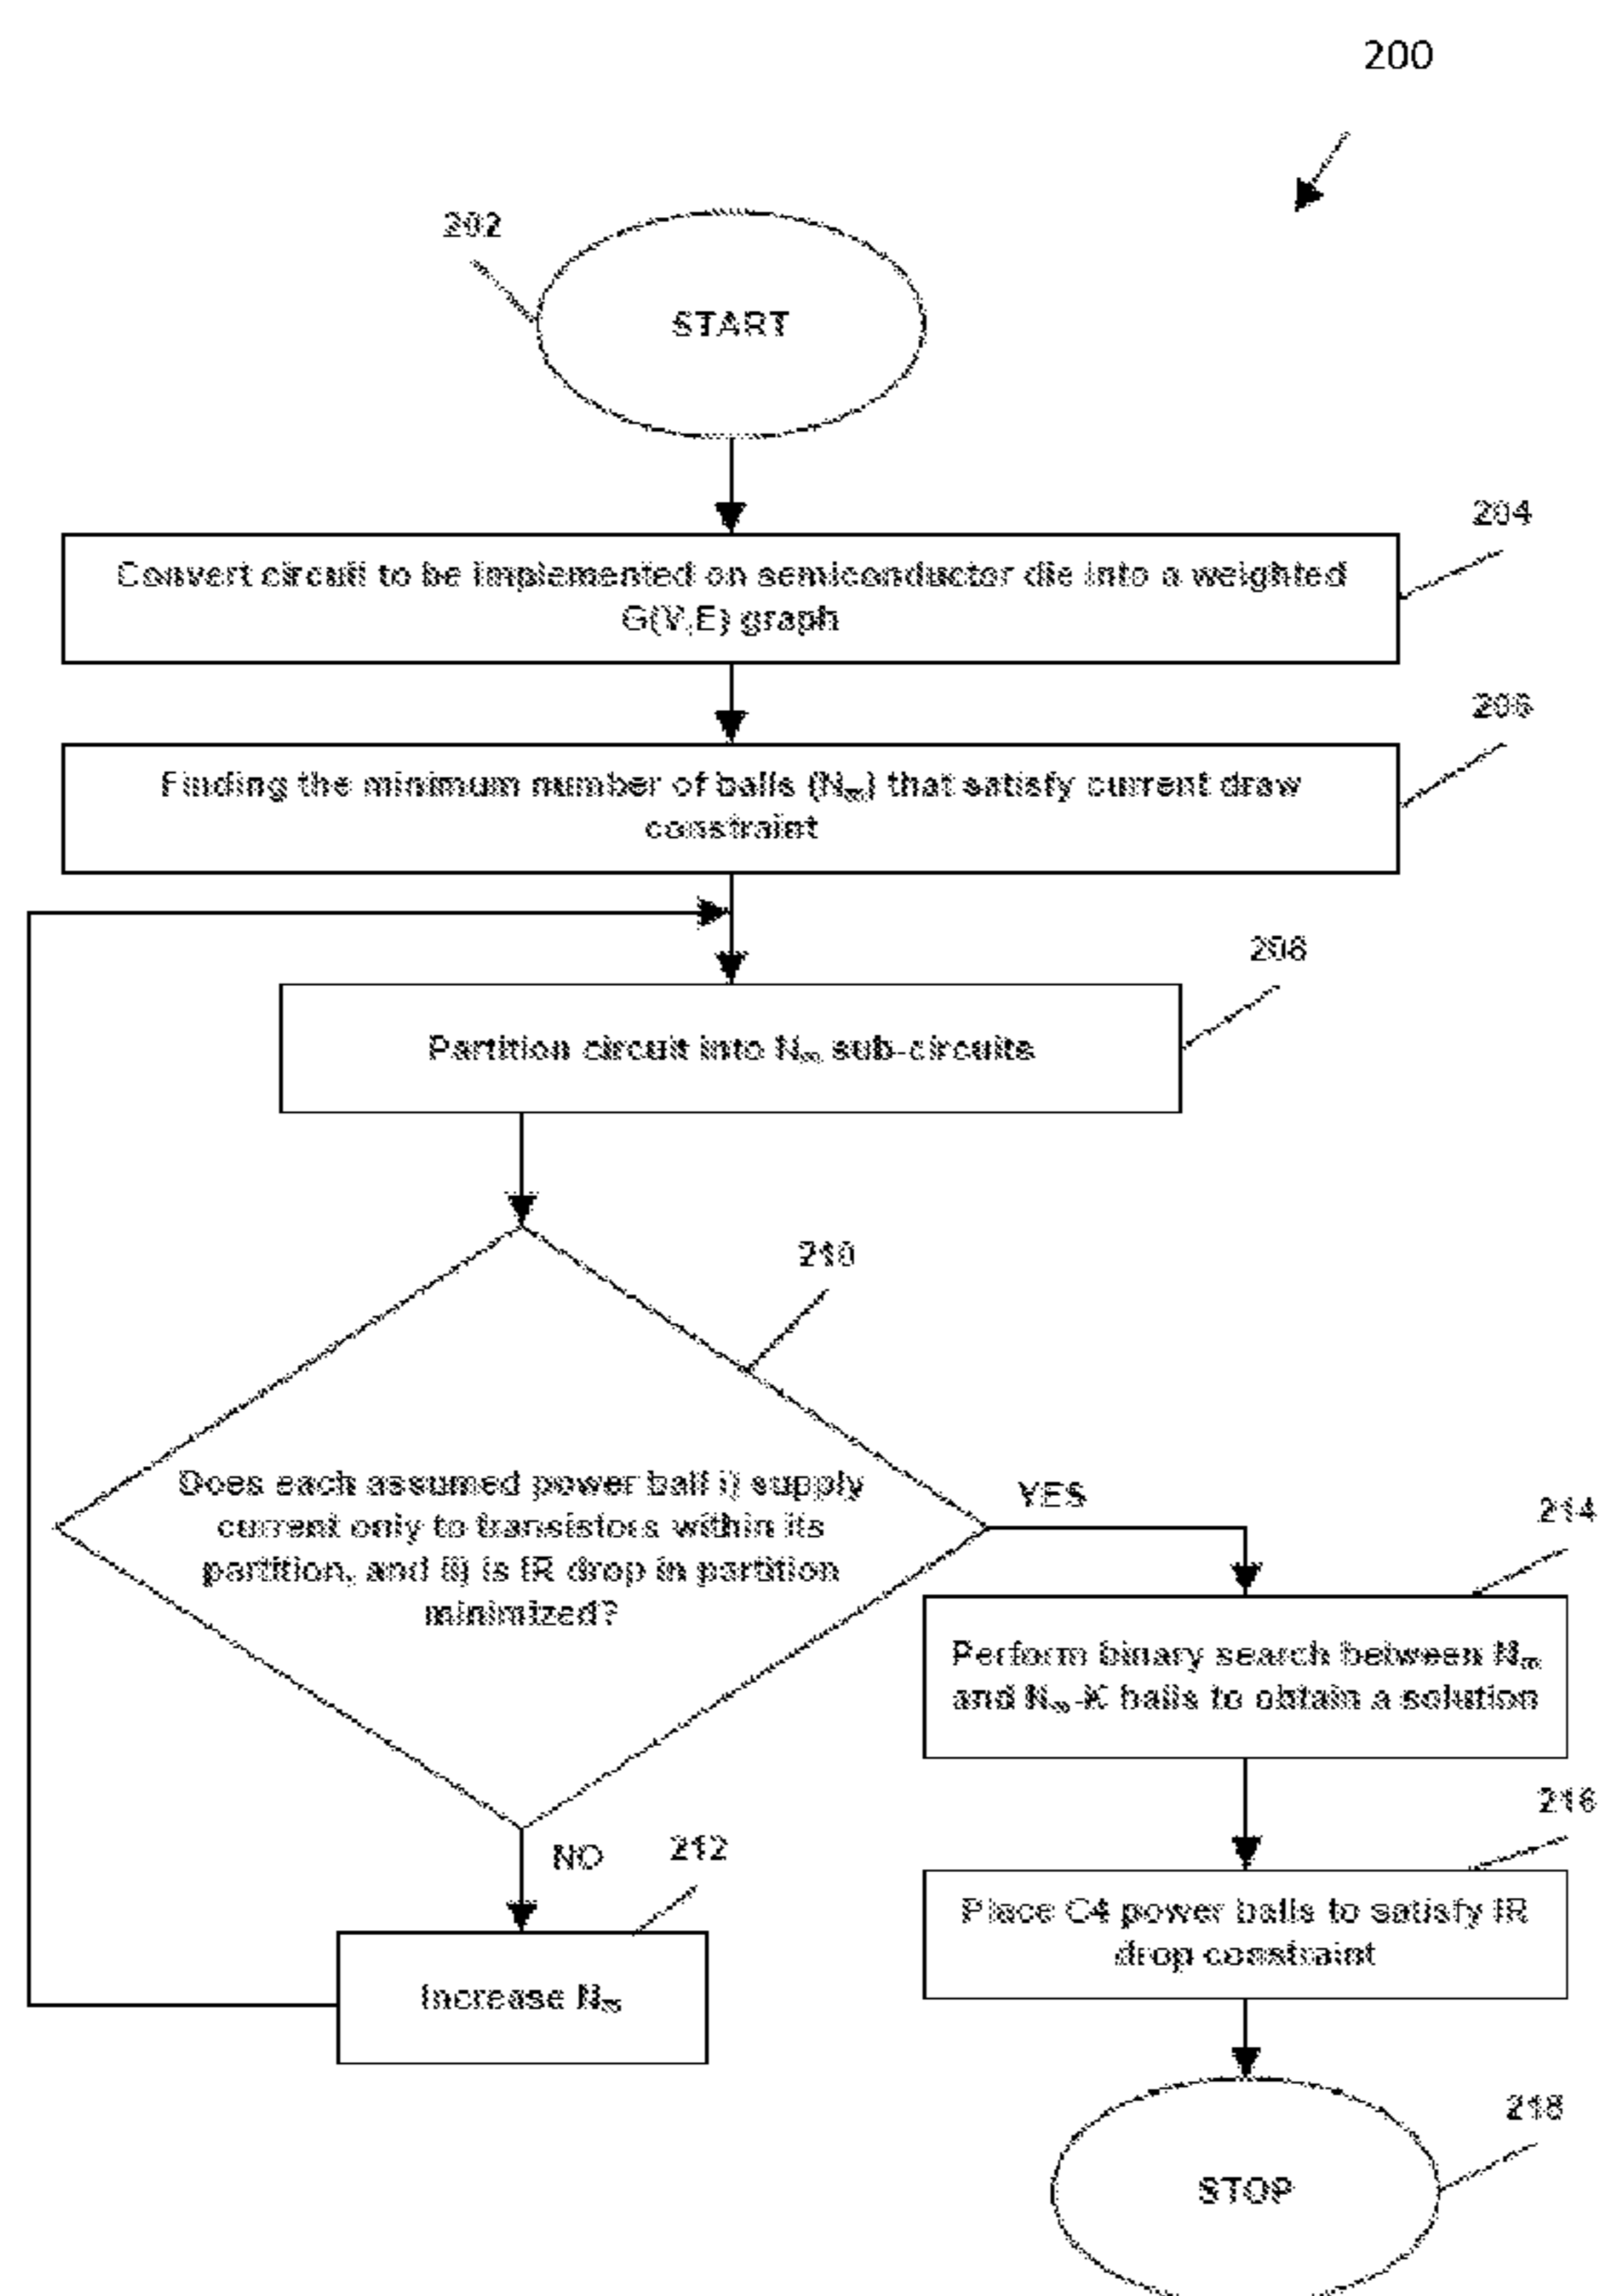 200
202
START
204
Convert circuit to be implemented on semiconductor die into a weighted
G(V,E) graph
206
Finding the minimum number of balls (Nm) that satisfy current draw
constraint
208
Partition circuit into Nm sub-circuits
210
Does each assumed power ball i) supply
current only to transistors within its
partition, and ii) is IR drop in partition
minimized?
YES
214
Perform binary search between Nm
and Nm-K balls to obtain a solution
216
Place C4 power balls to satisfy IR
drop constraint
NO
212
Increase Nm
218
STOP